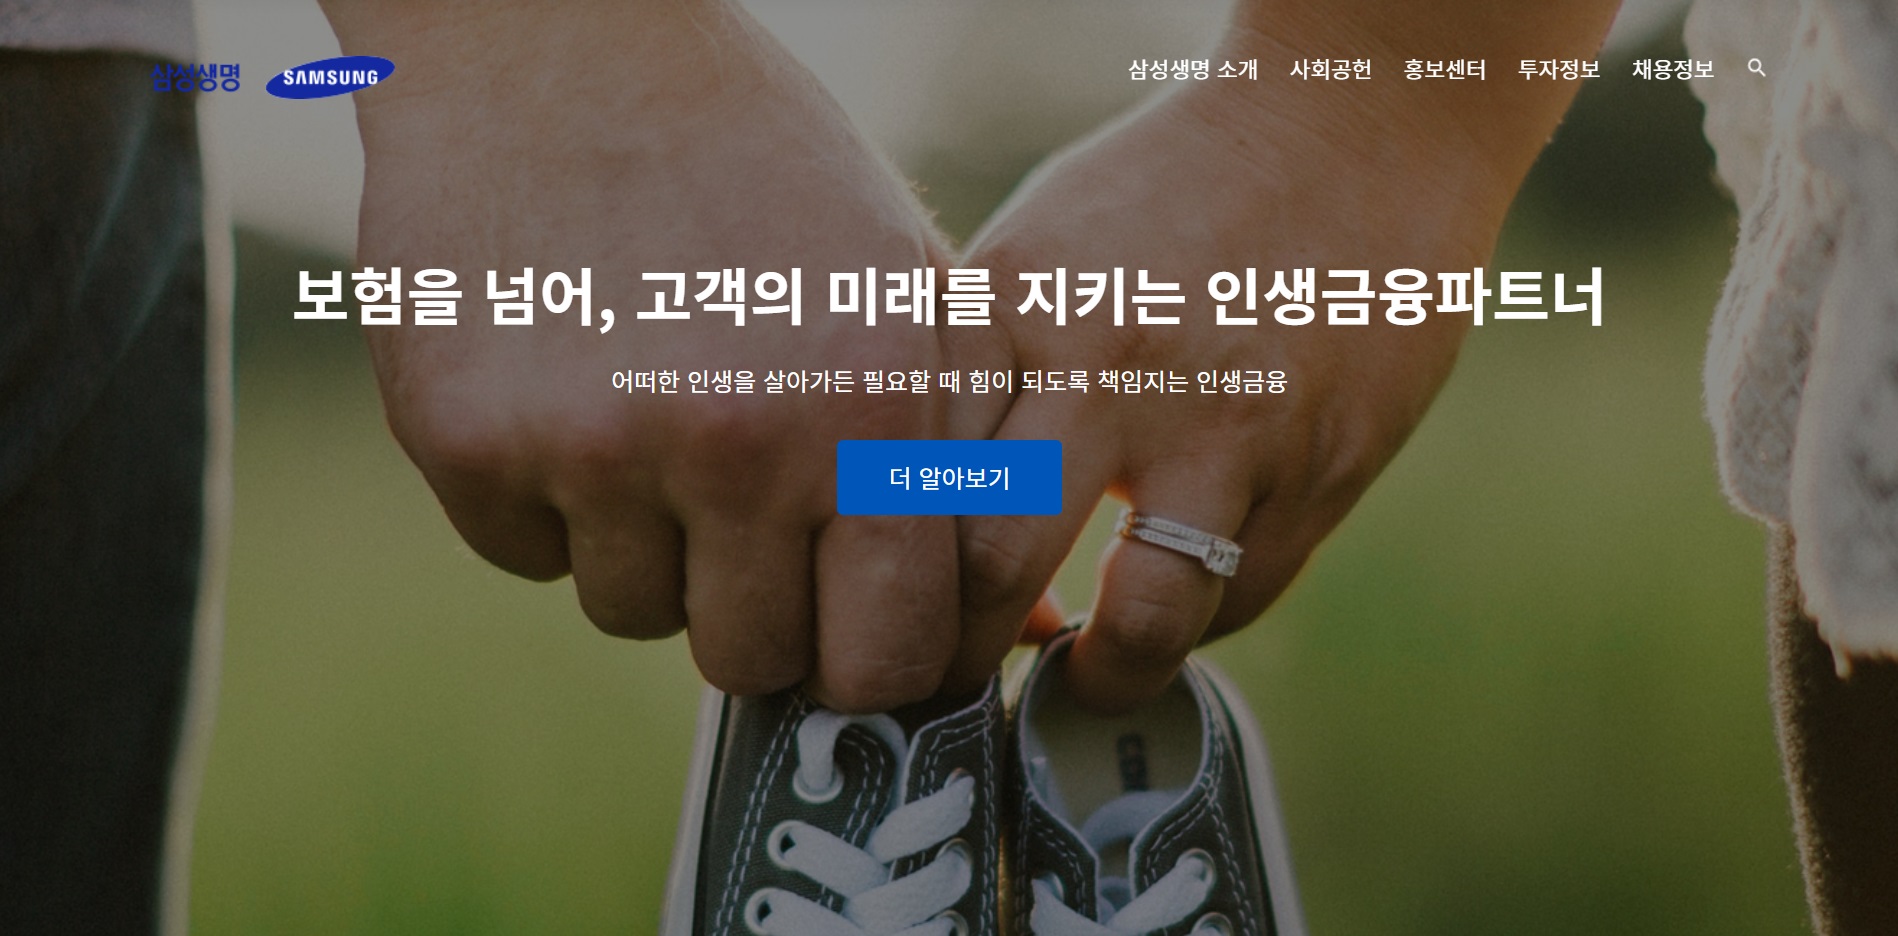 삼성생명 SAMSUNG
삼성생명 소개 사회공헌 홍보센터 투자정보 채용정보
보험을 넘어, 고객의 미래를 지키는 인생금융파트너
어떠한 인생을 살아가든 필요할 때 힘이 되도록 책임지는 인생금융
더 알아보기